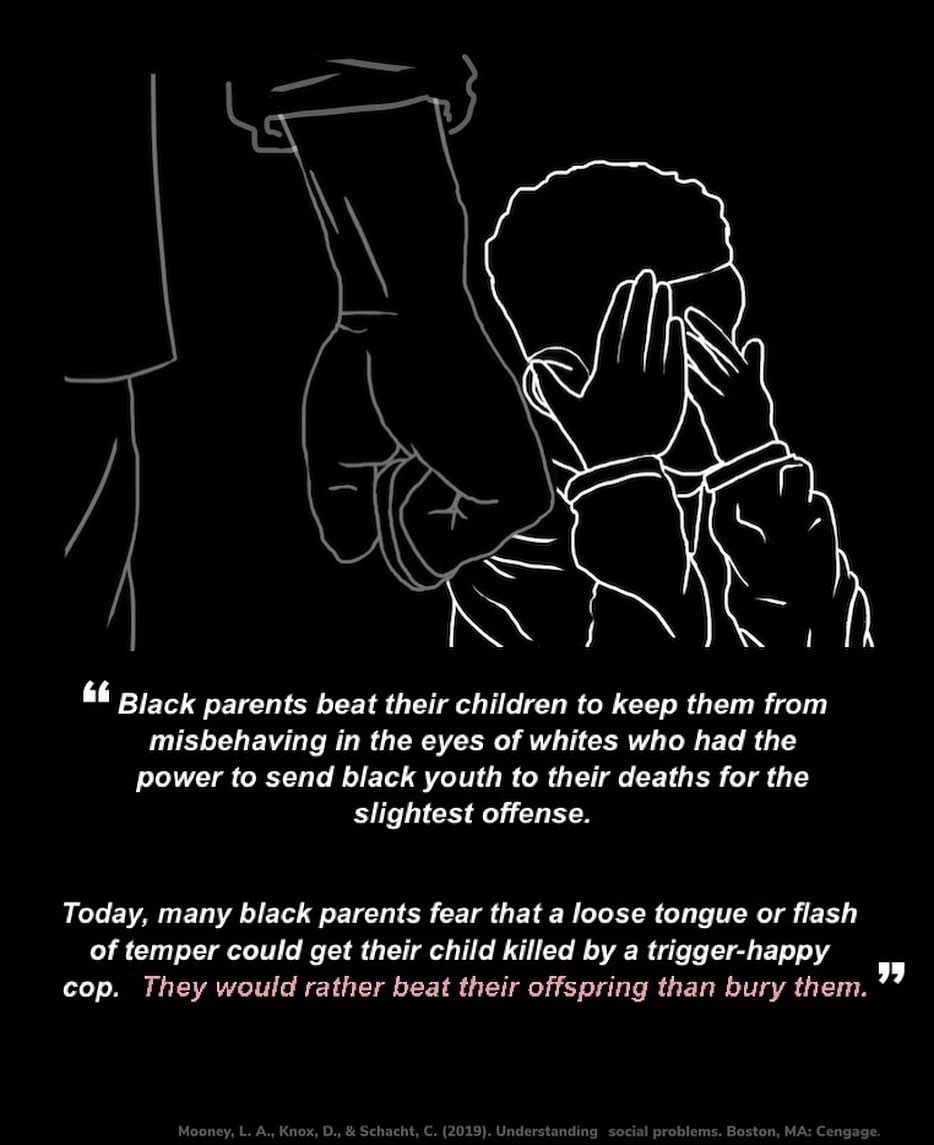 “ Black parents beat their children to keep them from
misbehaving in the eyes of whites who had the
power to send black youth to their deaths for the
slightest offense.
Today, many black parents fear that a loose tongue or flash
of temper could get their child killed by a trigger-happy
cop. They would rather beat their offspring than bury them. ”
Mooney, L. A., Knox, D., & Schacht, C. (2019). Understanding social problems. Boston, MA: Cengage.